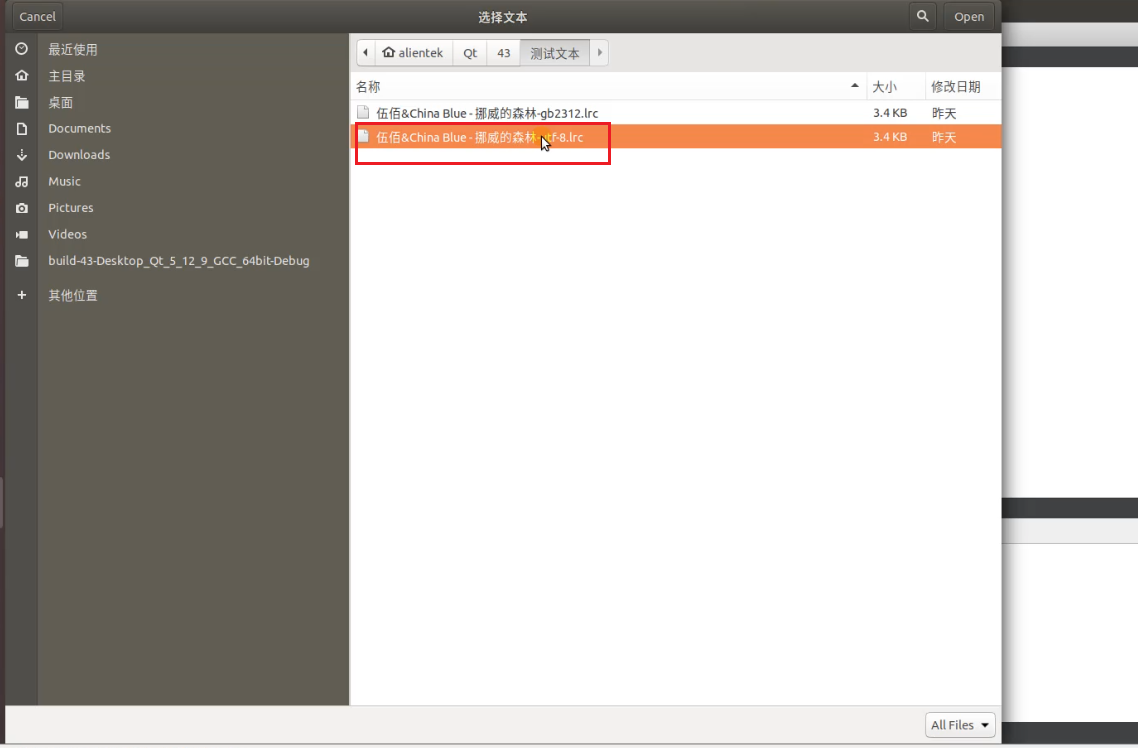 Cancel
选择文本
Open
最近使用
主目录
桌面
Documents
Downloads
Music
Pictures
Videos
build-43-Desktop_Qt_5_12_9_GCC_64bit-Debug
其他位置
alientek Qt 43 测试文本
名称 大小 修改日期
伍佰&China Blue - 挪威的森林-gb2312.lrc 3.4 KB 昨天
伍佰&China Blue - 挪威的森林-utf-8.lrc 3.4 KB 昨天
All Files